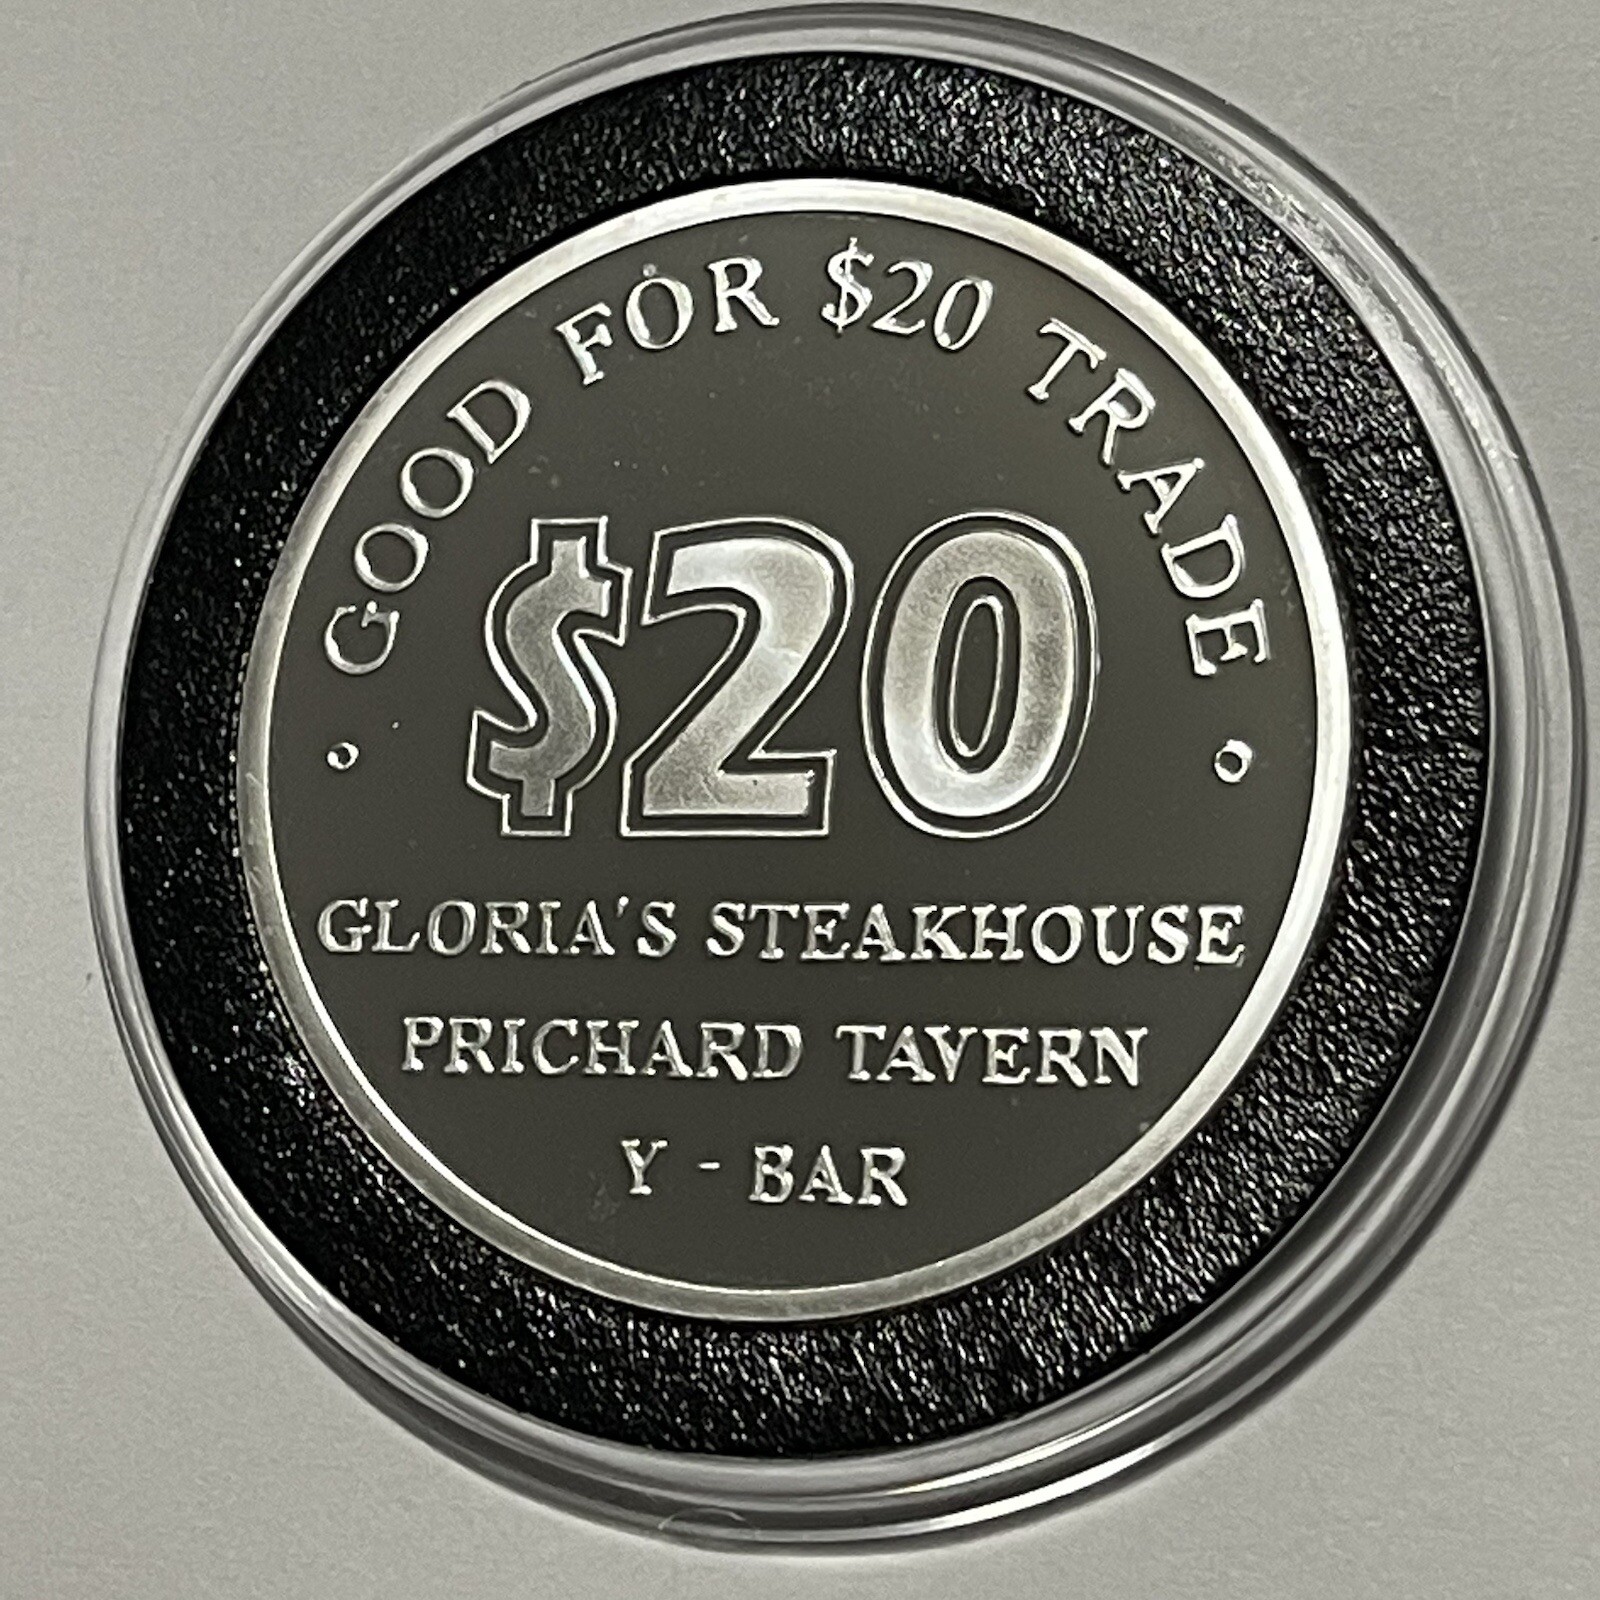 GOOD FOR $20 TRADE
$20
GLORIA'S STEAKHOUSE
PRICHARD TAVERN
Y - BAR